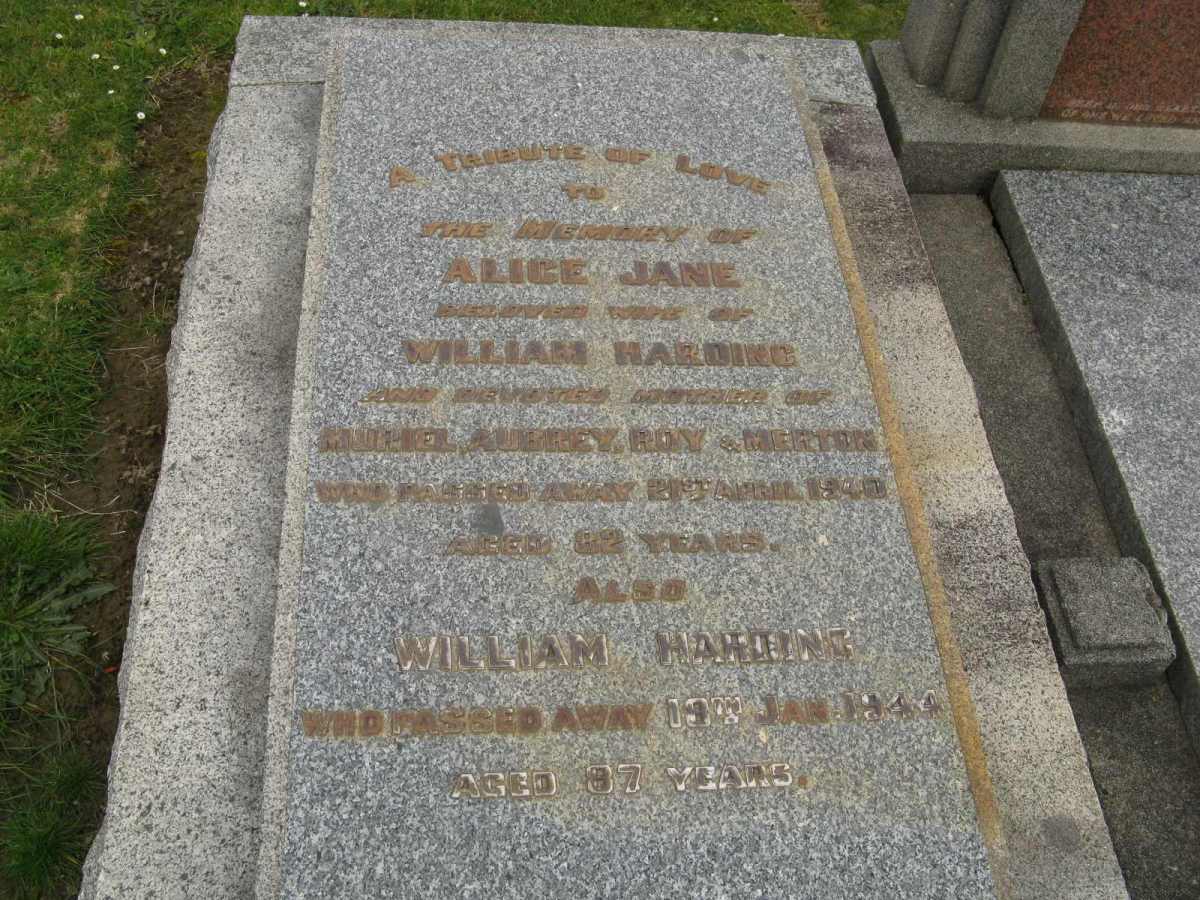 A TRIBUTE OF LOVE
TO
THE MEMORY OF
ALICE JANE
BELOVED WIFE OF
WILLIAM HARDING
AND DEVOTED MOTHER OF
MURIEL, AUBREY, ROY & MERTON
WHO PASSED AWAY 21ST APRIL 1940
AGED 82 YEARS.
ALSO
WILLIAM HARDING
WHO PASSED AWAY 19TH JAN. 1944
AGED 87 YEARS.